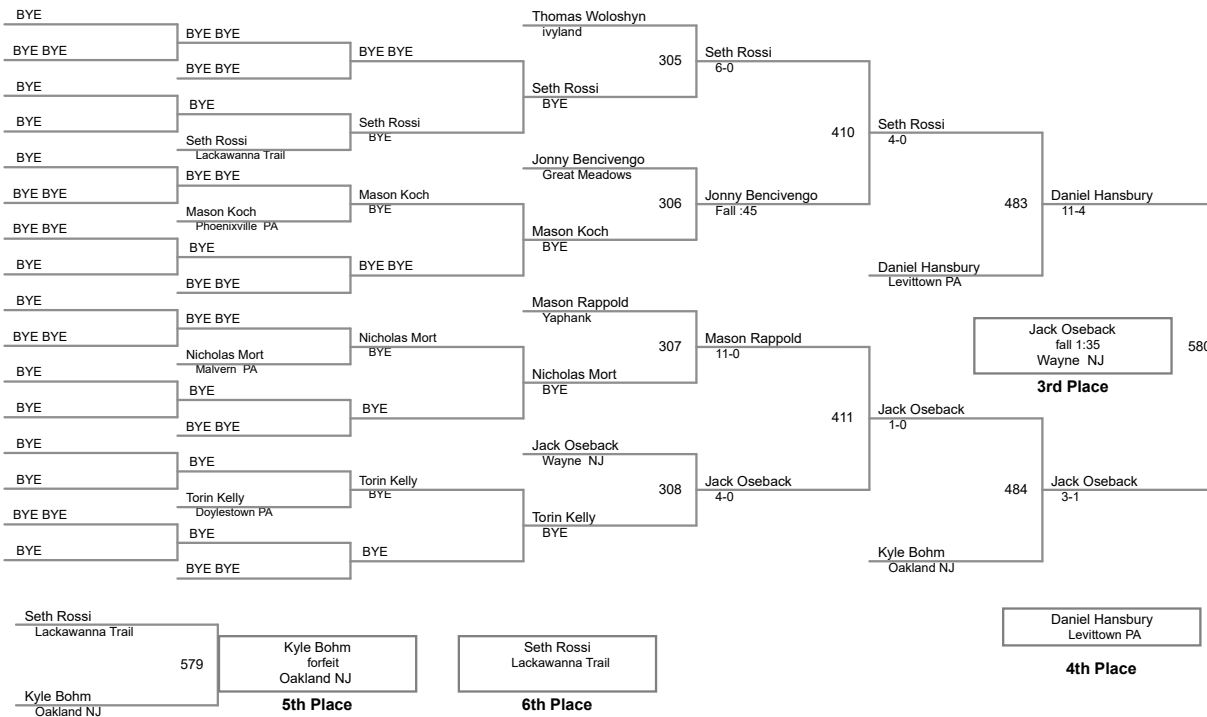 BYE
BYE BYE
BYE
BYE
BYE
BYE BYE
BYE BYE
BYE
BYE
BYE BYE
BYE
BYE
BYE
BYE
BYE BYE
BYE
BYE BYE
BYE BYE
BYE
Seth Rossi
Lackawanna Trail
BYE BYE
Mason Koch
Phoenixville PA
BYE
BYE BYE
BYE BYE
Nicholas Mort
Malvern PA
BYE
BYE BYE
BYE
Torin Kelly
Doylestown PA
BYE
BYE BYE
BYE BYE
Seth Rossi
BYE
Mason Koch
BYE
BYE BYE
Nicholas Mort
BYE
BYE
Torin Kelly
BYE
BYE
Thomas Woloshyn
ivyland
305
Seth Rossi
BYE
Jonny Bencivengo
Great Meadows
306
Mason Koch
BYE
Mason Rappold
Yaphank
307
Nicholas Mort
BYE
Jack Oseback
Wayne NJ
308
Torin Kelly
BYE
Seth Rossi
6-0
410
Jonny Bencivengo
Fall :45
Mason Rappold
11-0
411
Jack Oseback
4-0
Seth Rossi
4-0
483
Daniel Hansbury
Levittown PA
Jack Oseback
1-0
484
Kyle Bohm
Oakland NJ
Daniel Hansbury
11-4
Jack Oseback
fall 1:35
Wayne NJ
580
3rd Place
Jack Oseback
3-1
Seth Rossi
Lackawanna Trail
579
Kyle Bohm
Oakland NJ
Kyle Bohm
forfeit
Oakland NJ
5th Place
Seth Rossi
Lackawanna Trail
6th Place
Daniel Hansbury
Levittown PA
4th Place